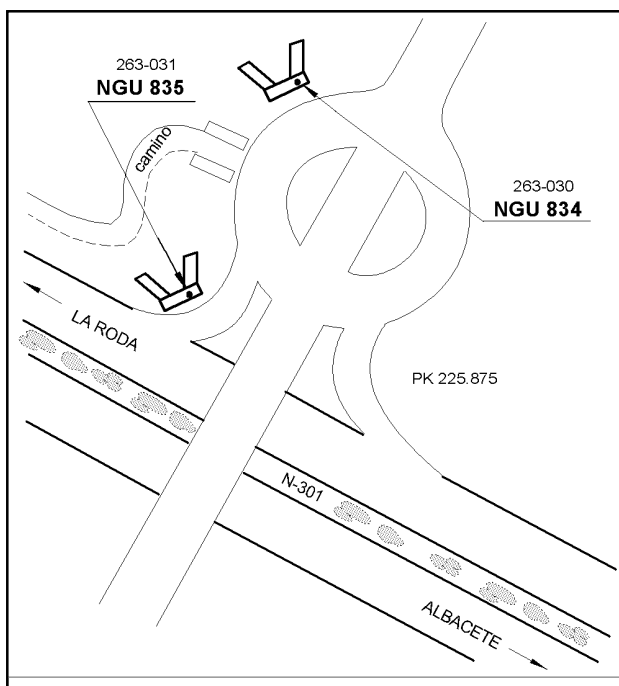 263-031
NGU 835
camino
263-030
NGU 834
LA RODA
PK 225.875
N-301
ALBACETE